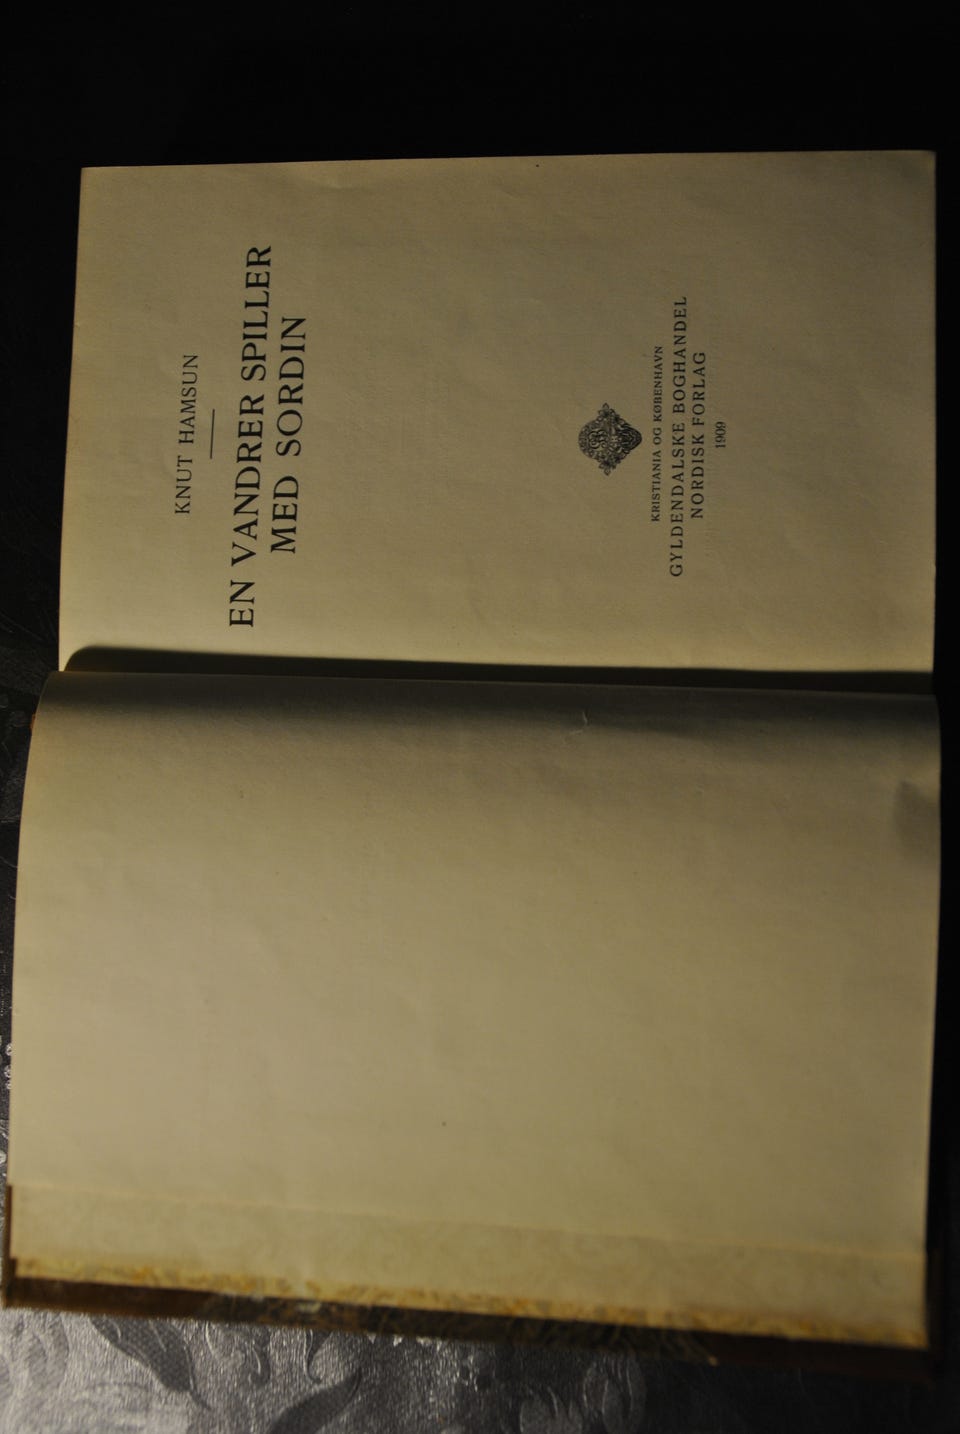 KNUT HAMSUN
EN VANDRER SPILLER
MED SORDIN
KRISTIANIA OG KØBENHAVN
GYLDENDALSKE BOGHANDEL
NORDISK FORLAG
1909